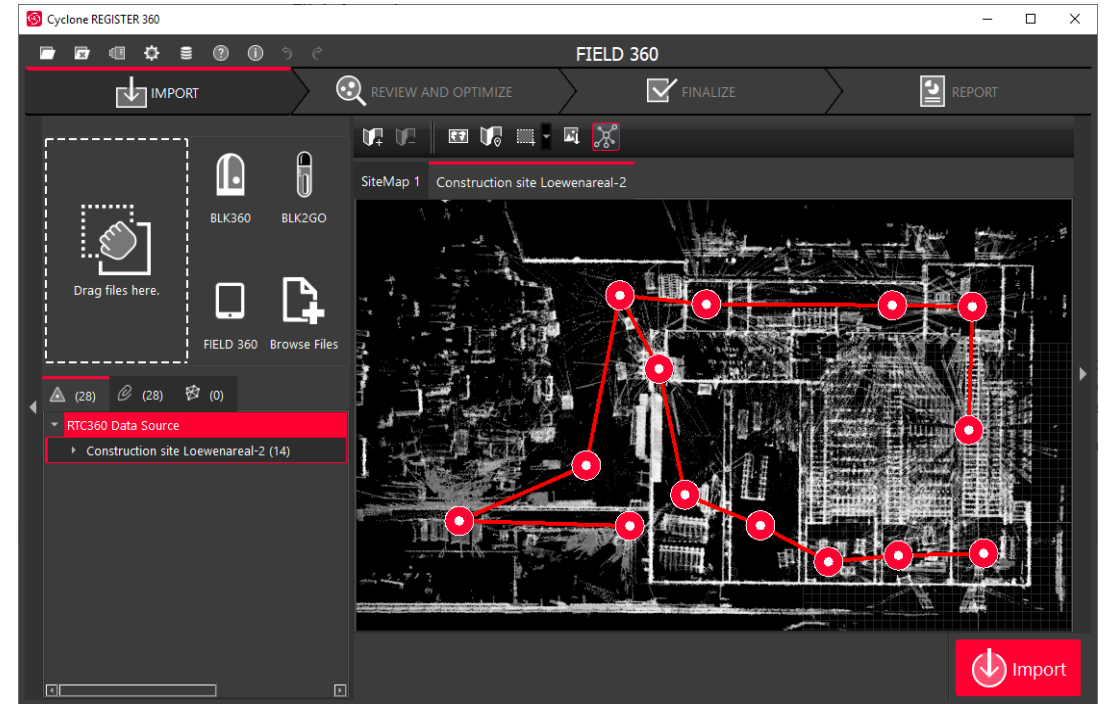 Cyclone REGISTER 360
FIELD 360
IMPORT
REVIEW AND OPTIMIZE
FINALIZE
REPORT
BLK360
BLK2GO
Drag files here.
FIELD 360
Browse Files
SiteMap 1
Construction site Loewenareal-2
(28)
(28)
(0)
RTC360 Data Source
Construction site Loewenareal-2 (14)
Import